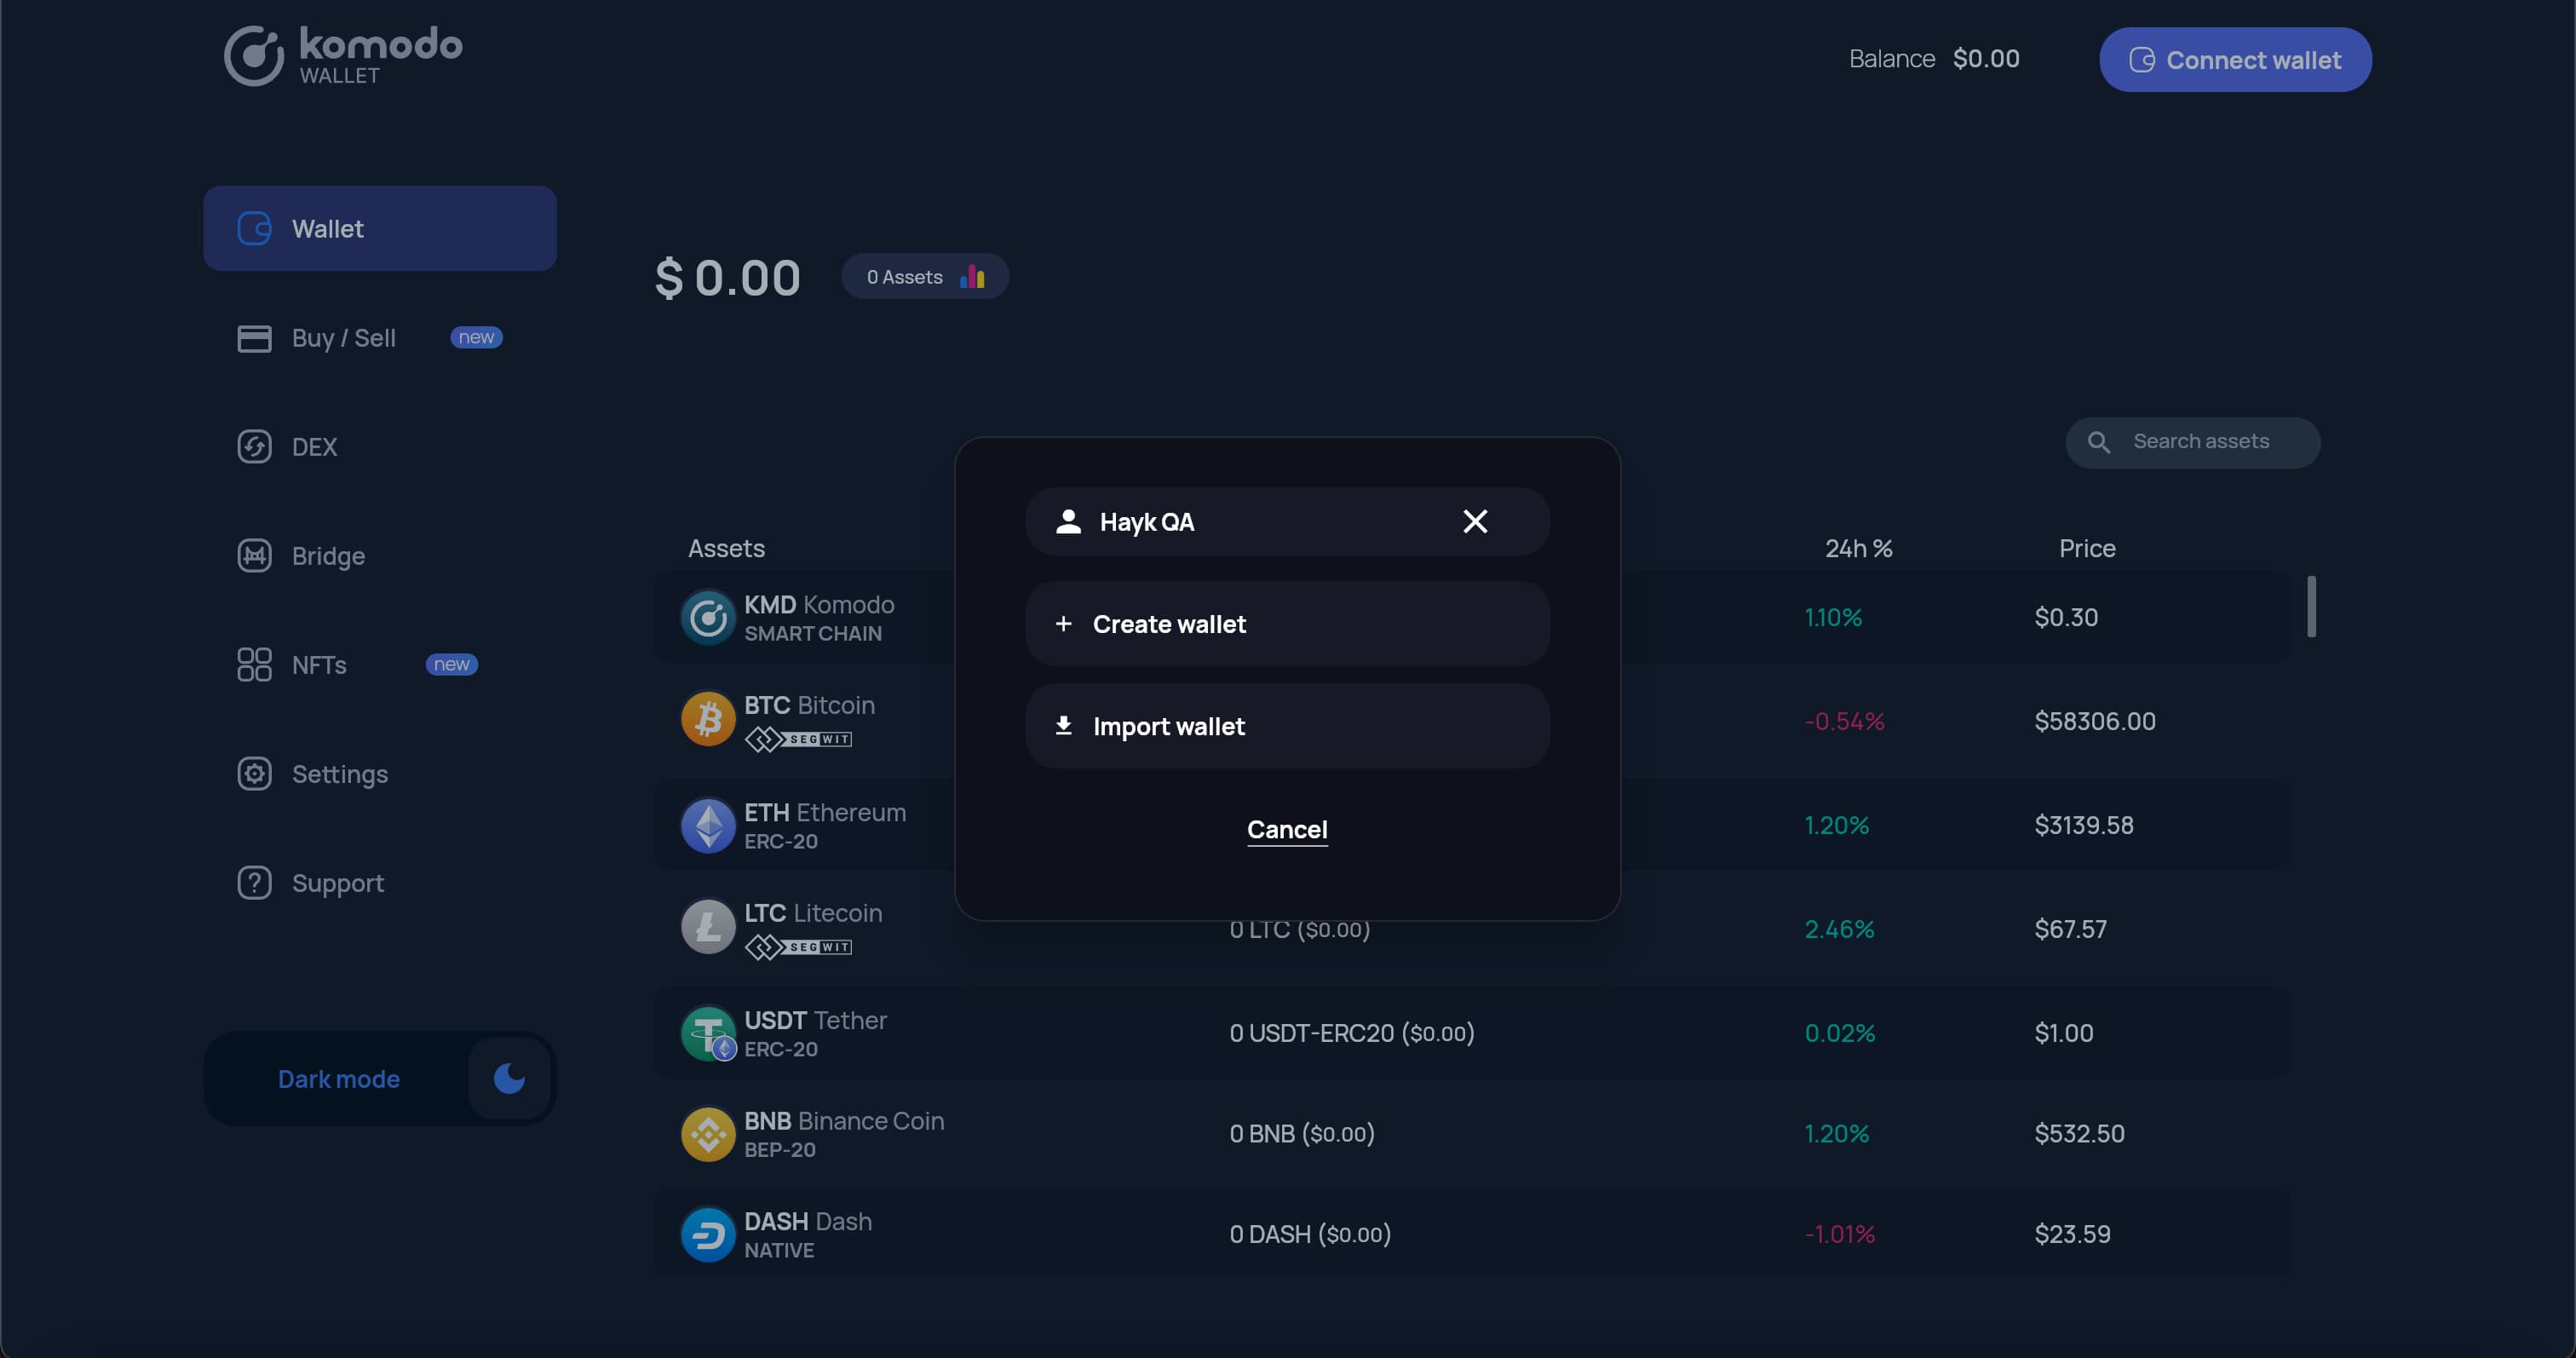 komodo
WALLET
Balance $0.00
Connect wallet
Wallet
$ 0.00
0 Assets
Buy / Sell new
DEX
Search assets
Hayk QA
Assets
24h %
Price
Bridge
KMD Komodo
SMART CHAIN
1.10%
$0.30
Create wallet
NFTs new
BTC Bitcoin
SEGWIT
-0.54%
$58306.00
Import wallet
Settings
ETH Ethereum
ERC-20
1.20%
$3139.58
Cancel
Support
LTC Litecoin
SEGWIT
0 LTC ($0.00)
2.46%
$67.57
USDT Tether
ERC-20
0 USDT-ERC20 ($0.00)
0.02%
$1.00
Dark mode
BNB Binance Coin
BEP-20
0 BNB ($0.00)
1.20%
$532.50
DASH Dash
NATIVE
0 DASH ($0.00)
-1.01%
$23.59